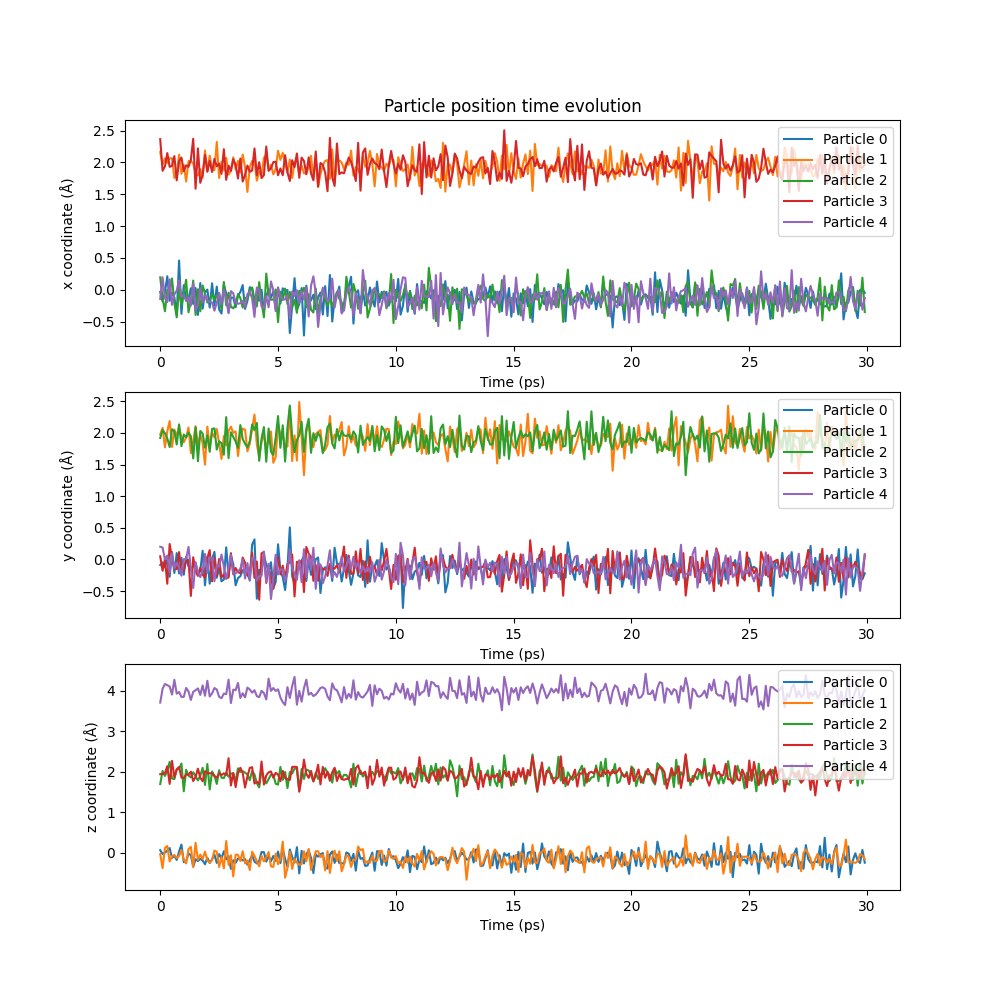 Particle position time evolution
x coordinate (Å)
2.5
2.0
1.5
1.0
0.5
0.0
−0.5
Particle 0
Particle 1
Particle 2
Particle 3
Particle 4
0 5 10 15 20 25 30
Time (ps)
y coordinate (Å)
2.5
2.0
1.5
1.0
0.5
0.0
−0.5
Particle 0
Particle 1
Particle 2
Particle 3
Particle 4
0 5 10 15 20 25 30
Time (ps)
z coordinate (Å)
4
3
2
1
0
Particle 0
Particle 1
Particle 2
Particle 3
Particle 4
0 5 10 15 20 25 30
Time (ps)